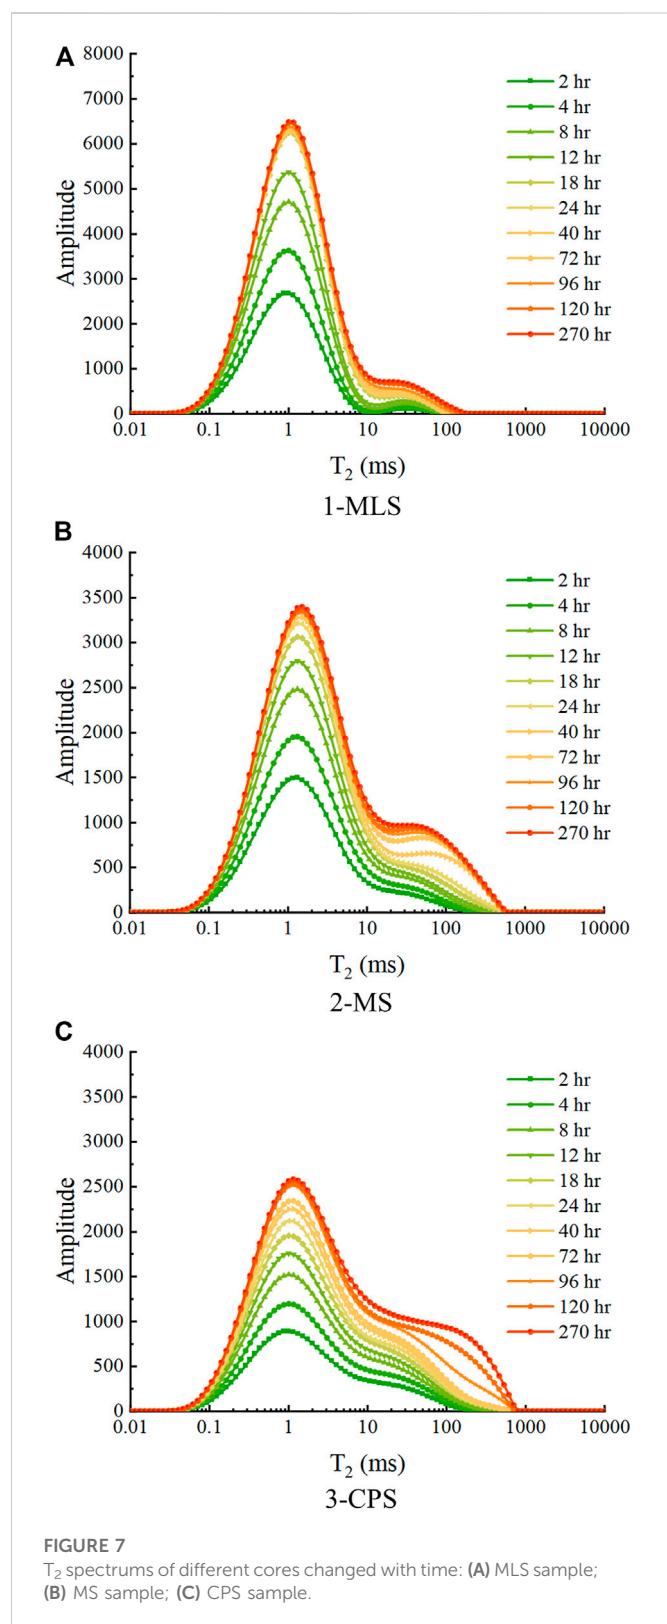 A
8000
7000
6000
5000
4000
3000
2000
1000
0
Amplitude
2 hr
4 hr
8 hr
12 hr
18 hr
24 hr
40 hr
72 hr
96 hr
120 hr
270 hr
0.01 0.1 1 10 100 1000 10000
T₂ (ms)
1-MLS
B
4000
3500
3000
2500
2000
1500
1000
500
0
Amplitude
2 hr
4 hr
8 hr
12 hr
18 hr
24 hr
40 hr
72 hr
96 hr
120 hr
270 hr
0.01 0.1 1 10 100 1000 10000
T₂ (ms)
2-MS
C
4000
3500
3000
2500
2000
1500
1000
500
0
Amplitude
2 hr
4 hr
8 hr
12 hr
18 hr
24 hr
40 hr
72 hr
96 hr
120 hr
270 hr
0.01 0.1 1 10 100 1000 10000
T₂ (ms)
3-CPS
FIGURE 7
T₂ spectrums of different cores changed with time: (A) MLS sample;
(B) MS sample; (C) CPS sample.